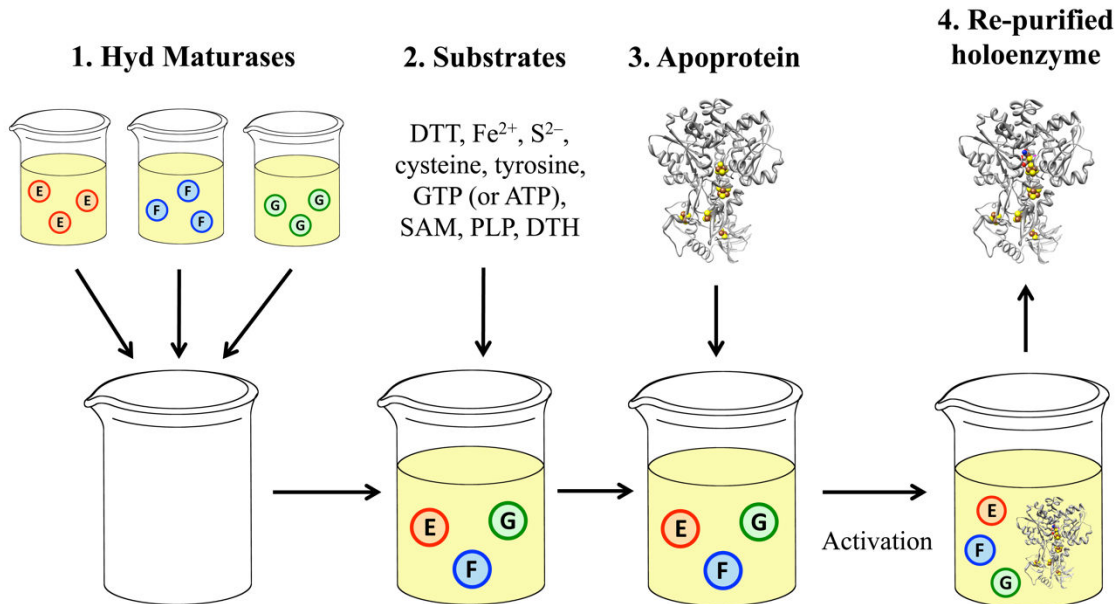 1. Hyd Maturases
2. Substrates
3. Apoprotein
4. Re-purified
holoenzyme
E
E
E
F
F
F
G
G
G
DTT, Fe²⁺, S²⁻,
cysteine, tyrosine,
GTP (or ATP),
SAM, PLP, DTH
E
G
F
E
G
F
Activation
E
F
G